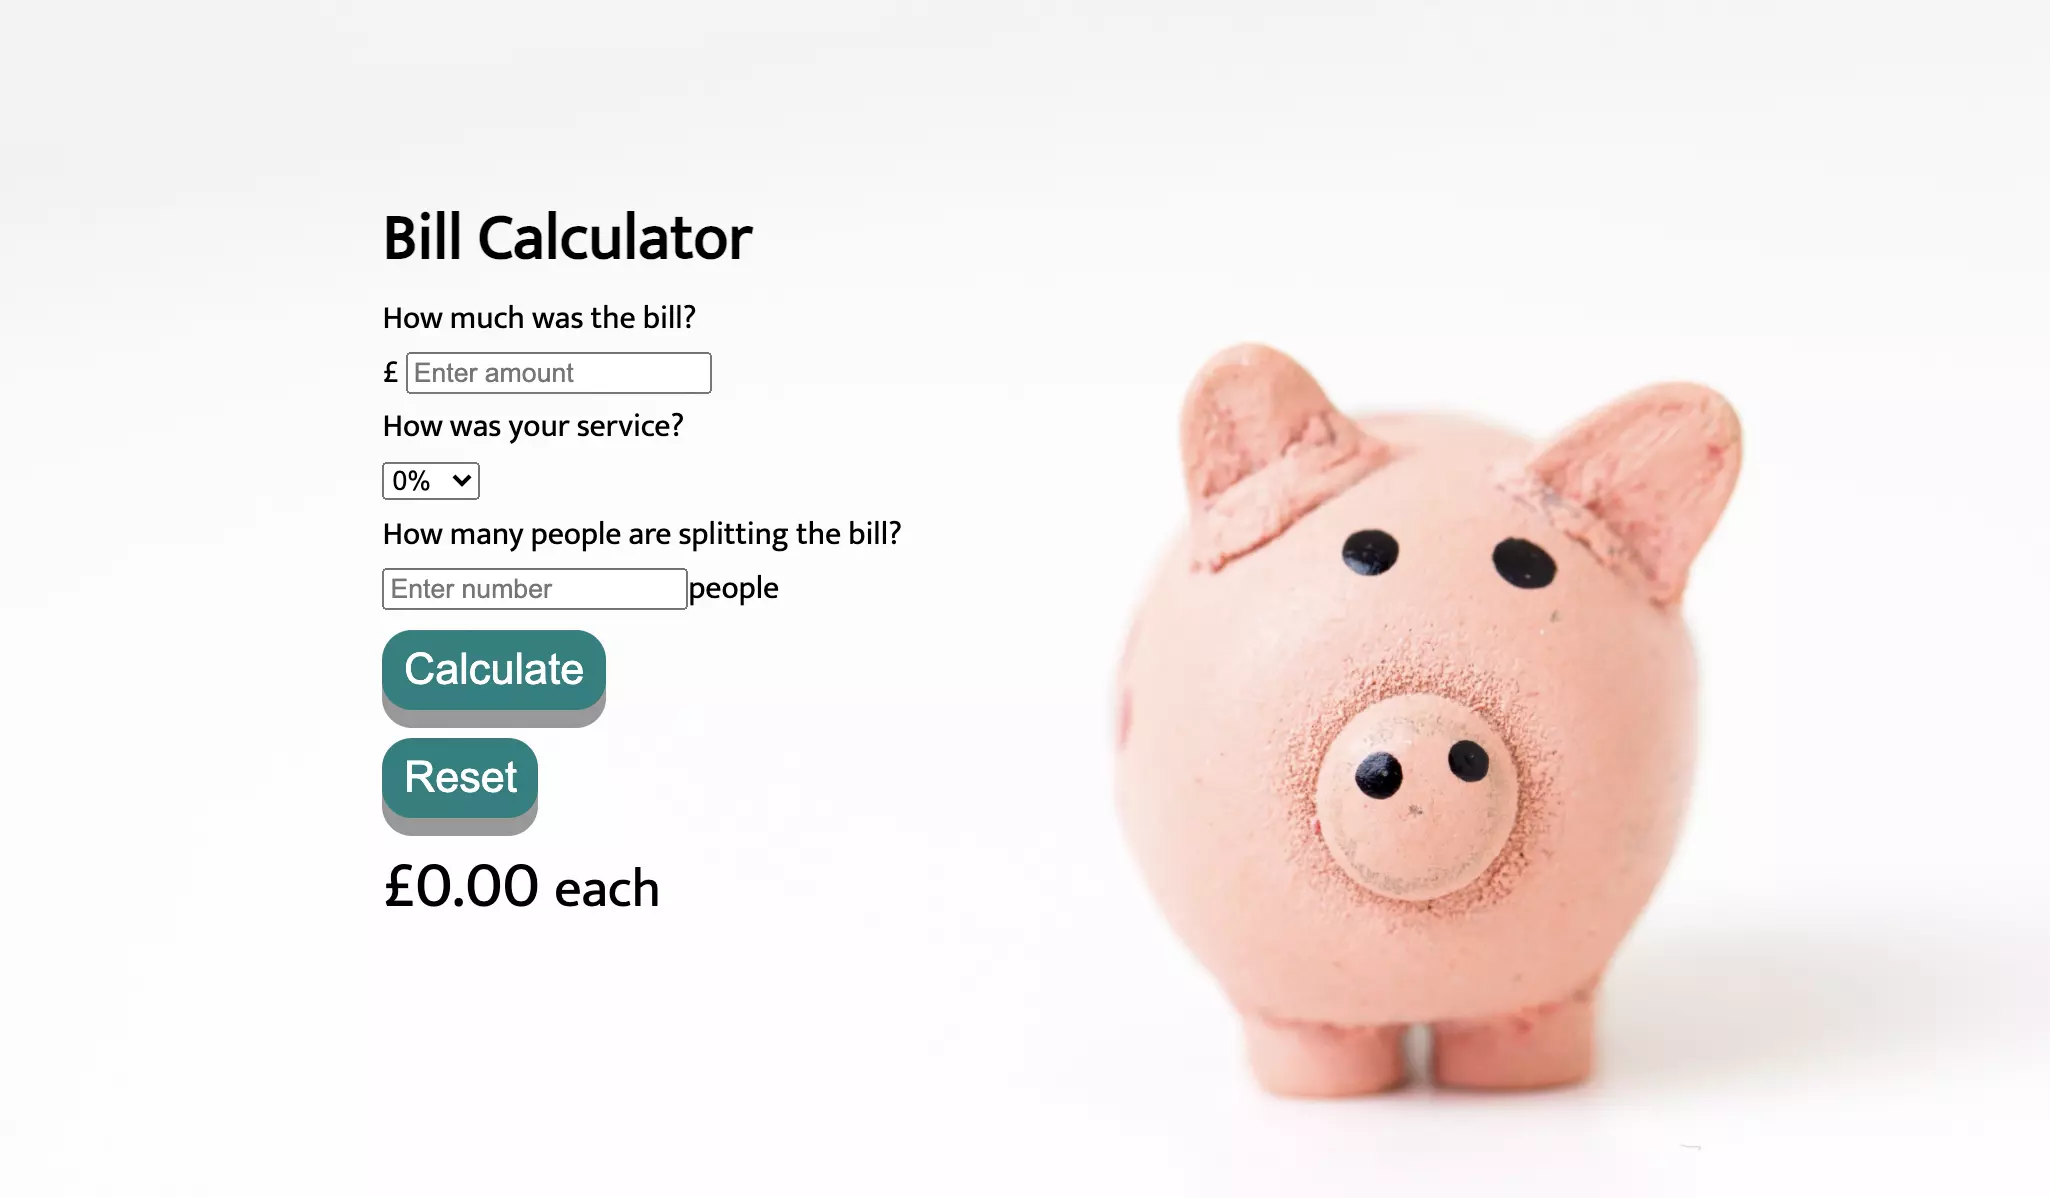 Bill Calculator
How much was the bill?
£ Enter amount
How was your service?
0%
How many people are splitting the bill?
Enter number people
Calculate
Reset
£0.00 each